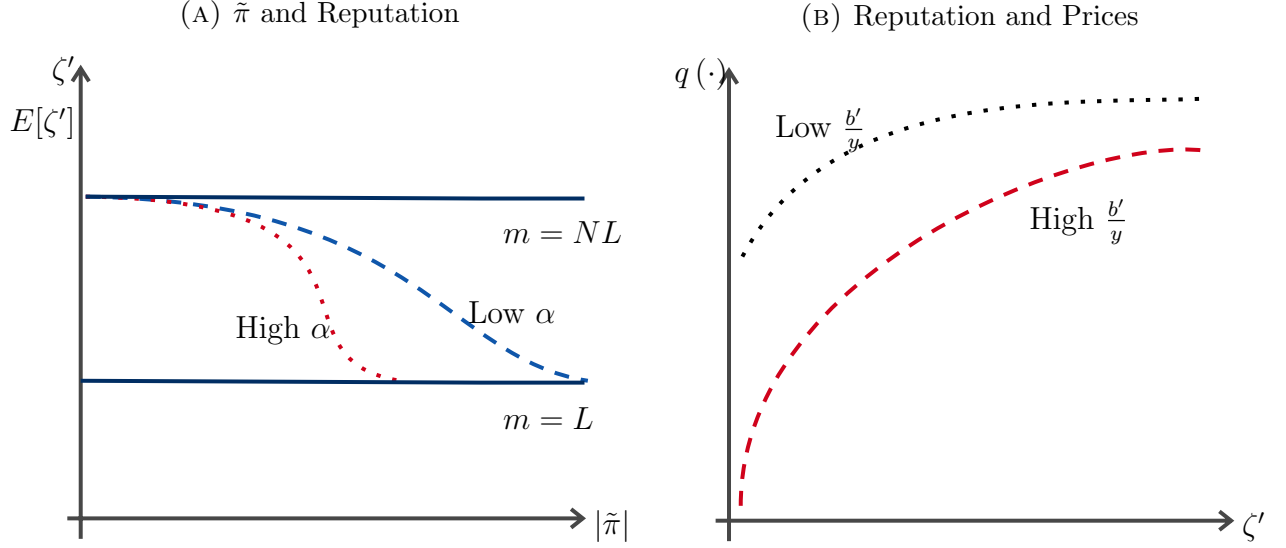 (A) π̃ and Reputation
ζ′
E[ζ′]
m = NL
High α
Low α
m = L
|π̃|
(B) Reputation and Prices
q (·)
Low b′/y
High b′/y
ζ′